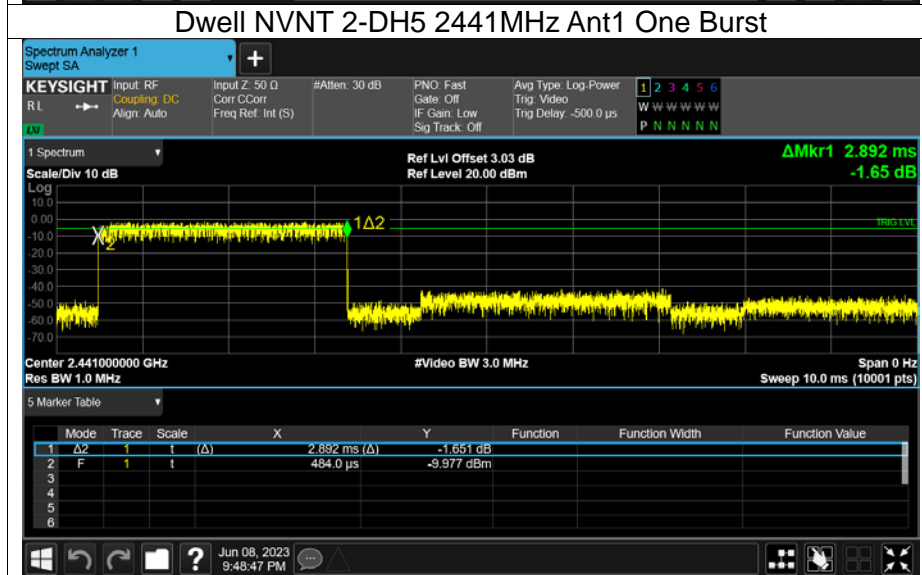 Dwell NVNT 2-DH5 2441MHz Ant1 One Burst
Spectrum Analyzer 1
Swept SA
+
KEYSIGHT Input: RF Input Z: 50 Ω #Atten: 30 dB PNO: Fast Avg Type: Log-Power 1 2 3 4 5 6
R L Coupling: DC Corr CCorr Gate: Off Trig: Video W W W W W W
Align: Auto Freq Ref: Int (S) IF Gain: Low Trig Delay: -500.0 µs
LXI Sig Track: Off P N N N N N
1 Spectrum Ref Lvl Offset 3.03 dB ΔMkr1 2.892 ms
Scale/Div 10 dB Ref Level 20.00 dBm -1.65 dB
Log
10.0
0.00 1Δ2 TRIG LVL
-10.0 X2
-20.0
-30.0
-40.0
-50.0
-60.0
-70.0
Center 2.441000000 GHz #Video BW 3.0 MHz Span 0 Hz
Res BW 1.0 MHz Sweep 10.0 ms (10001 pts)
5 Marker Table
Mode Trace Scale X Y Function Function Width Function Value
1 Δ2 1 t (Δ) 2.892 ms (Δ) -1.651 dB
2 F 1 t 484.0 µs -9.977 dBm
3
4
5
6
? Jun 08, 2023
9:48:47 PM